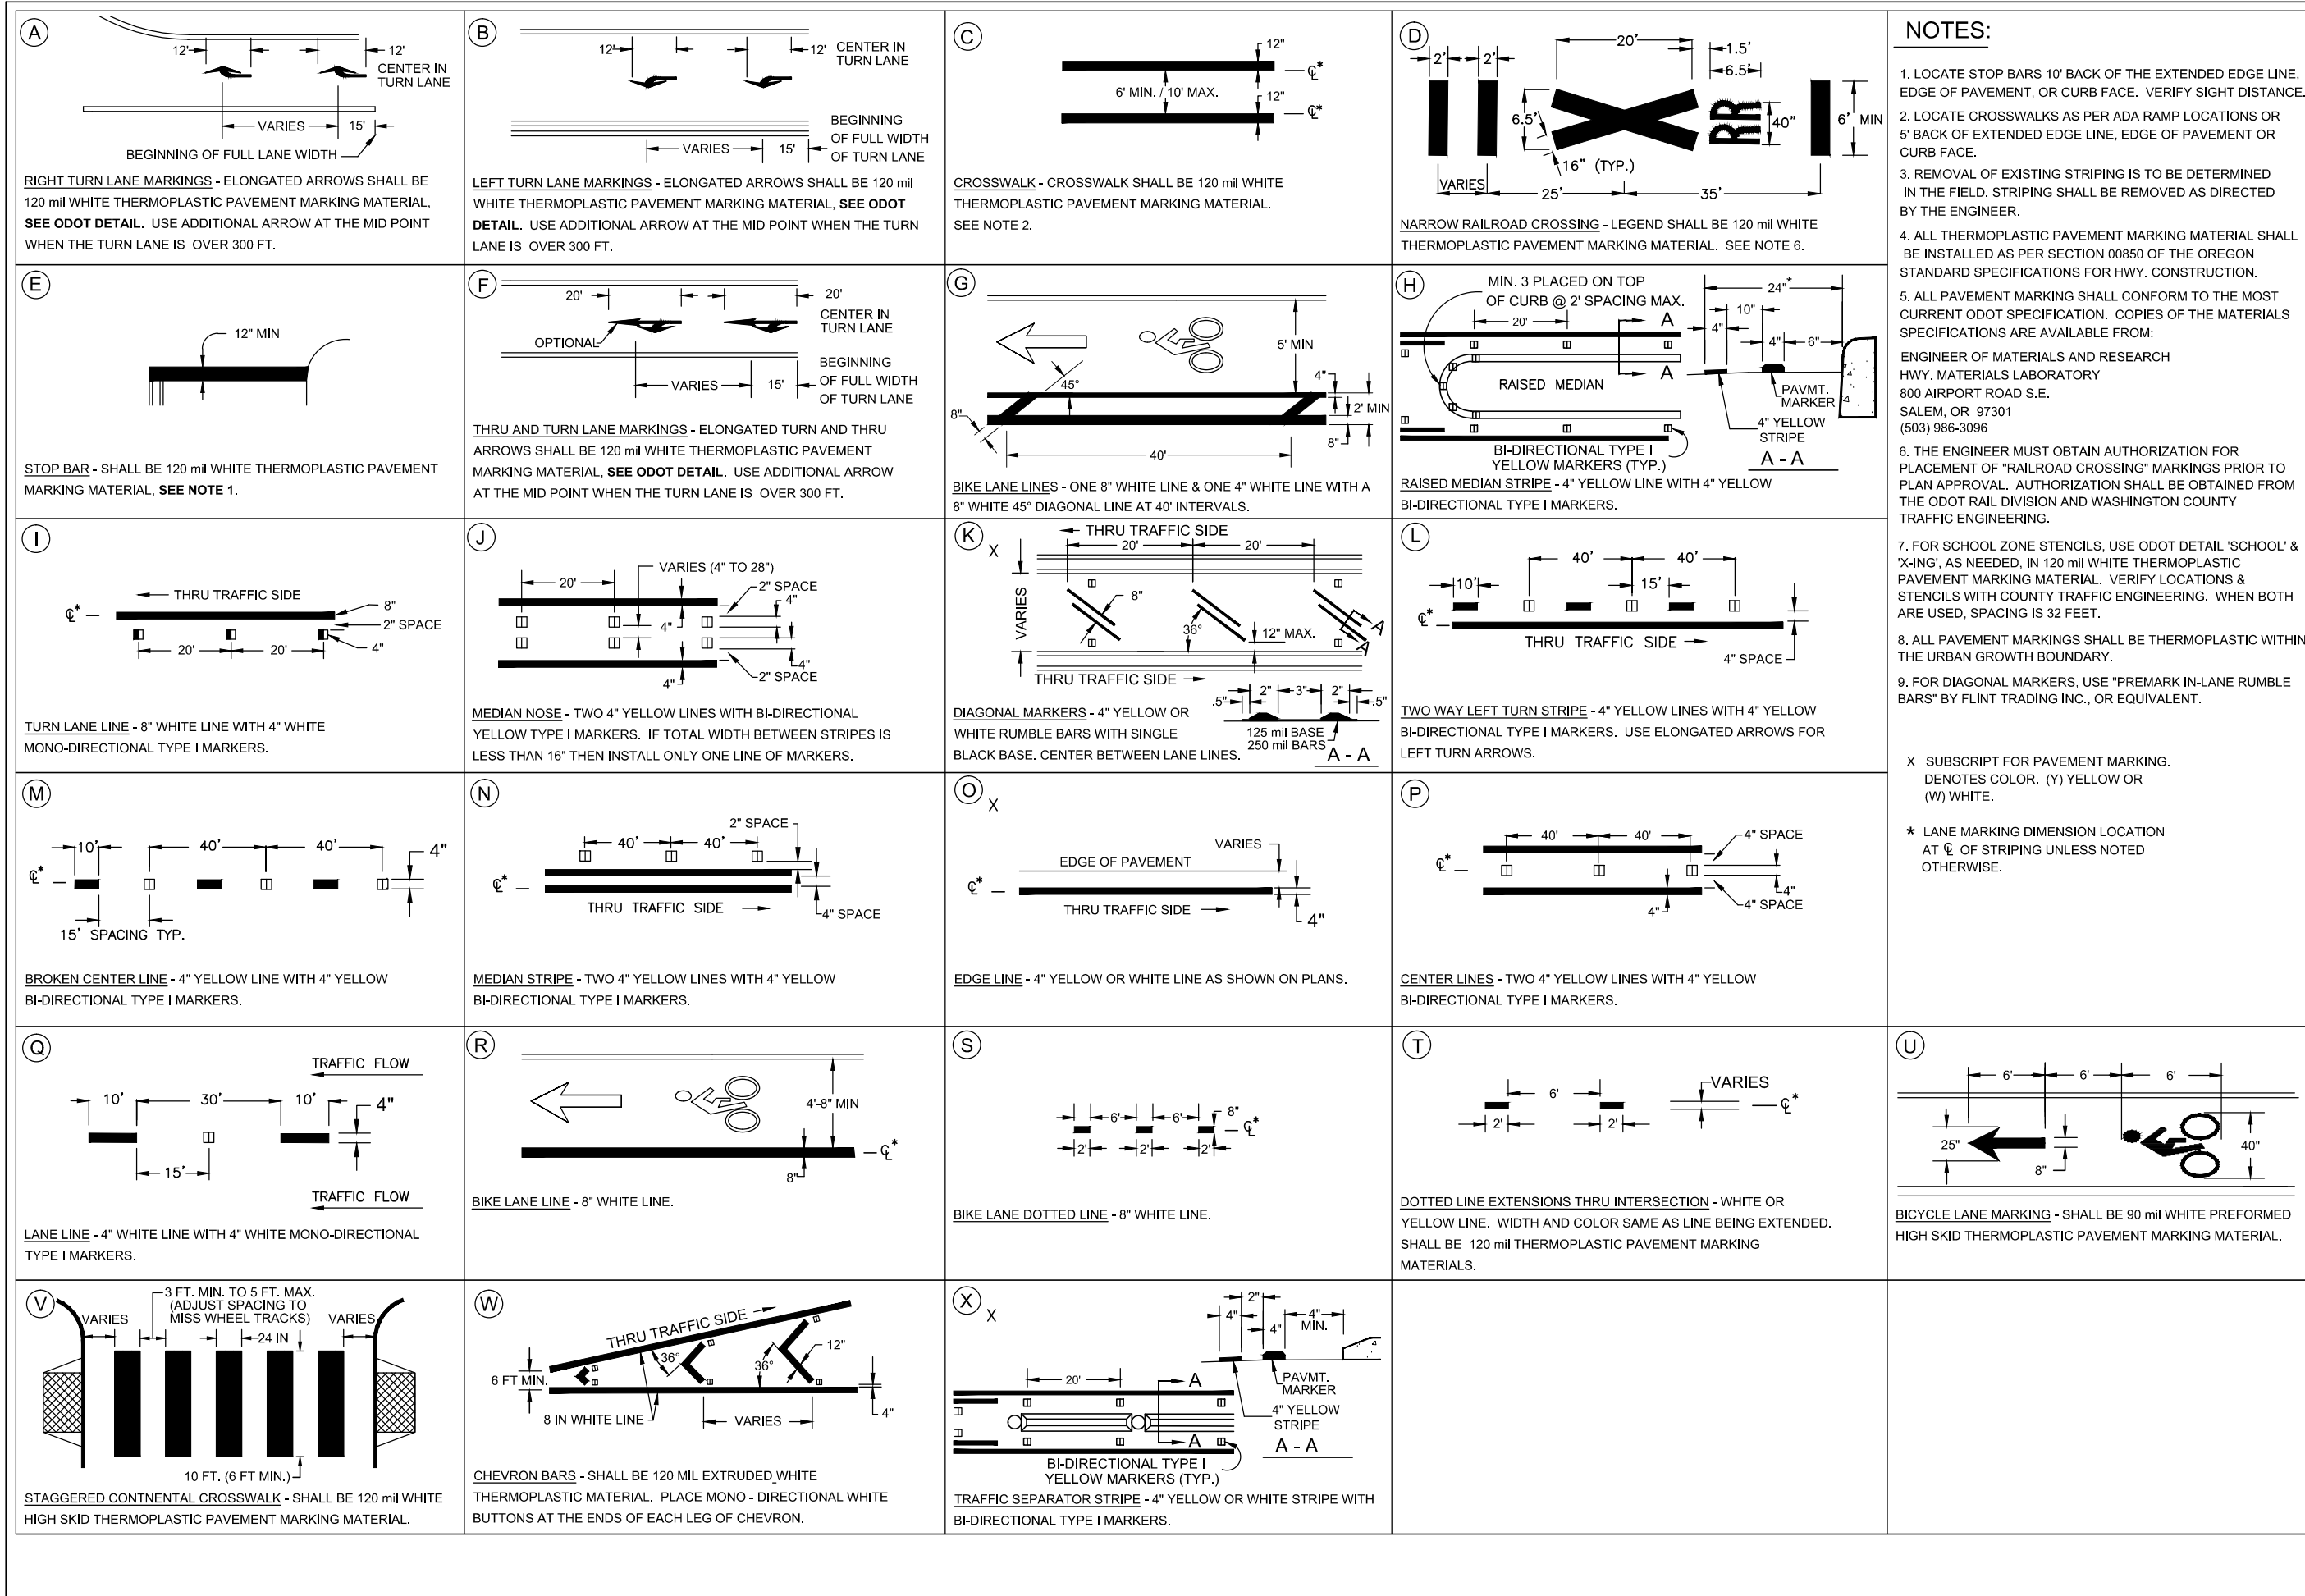 A
12'
12'
CENTER IN
TURN LANE
VARIES
15'
BEGINNING OF FULL LANE WIDTH
RIGHT TURN LANE MARKINGS - ELONGATED ARROWS SHALL BE
120 mil WHITE THERMOPLASTIC PAVEMENT MARKING MATERIAL,
SEE ODOT DETAIL. USE ADDITIONAL ARROW AT THE MID POINT
WHEN THE TURN LANE IS OVER 300 FT.
B
12'
12'
CENTER IN
TURN LANE
BEGINNING
OF FULL WIDTH
OF TURN LANE
VARIES
15'
LEFT TURN LANE MARKINGS - ELONGATED ARROWS SHALL BE 120 mil
WHITE THERMOPLASTIC PAVEMENT MARKING MATERIAL, SEE ODOT
DETAIL. USE ADDITIONAL ARROW AT THE MID POINT WHEN THE TURN
LANE IS OVER 300 FT.
C
12"
℄*
6' MIN. / 10' MAX.
12"
℄*
CROSSWALK - CROSSWALK SHALL BE 120 mil WHITE
THERMOPLASTIC PAVEMENT MARKING MATERIAL.
SEE NOTE 2.
D
20'
2'
2'
1.5'
6.5'
6.5'
RR
40"
6' MIN
16" (TYP.)
VARIES
25'
35'
NARROW RAILROAD CROSSING - LEGEND SHALL BE 120 mil WHITE
THERMOPLASTIC PAVEMENT MARKING MATERIAL. SEE NOTE 6.
E
12" MIN
STOP BAR - SHALL BE 120 mil WHITE THERMOPLASTIC PAVEMENT
MARKING MATERIAL, SEE NOTE 1.
F
20'
20'
CENTER IN
TURN LANE
OPTIONAL
BEGINNING
OF FULL WIDTH
OF TURN LANE
VARIES
15'
THRU AND TURN LANE MARKINGS - ELONGATED TURN AND THRU
ARROWS SHALL BE 120 mil WHITE THERMOPLASTIC PAVEMENT
MARKING MATERIAL, SEE ODOT DETAIL. USE ADDITIONAL ARROW
AT THE MID POINT WHEN THE TURN LANE IS OVER 300 FT.
G
5' MIN
45°
4"
2' MIN
8"
8"
40'
BIKE LANE LINES - ONE 8" WHITE LINE & ONE 4" WHITE LINE WITH A
8" WHITE 45° DIAGONAL LINE AT 40' INTERVALS.
H
MIN. 3 PLACED ON TOP
OF CURB @ 2' SPACING MAX.
20'
A
A
RAISED MEDIAN
24"*
10"
4"
4"
6"
PAVMT.
MARKER
4" YELLOW
STRIPE
BI-DIRECTIONAL TYPE I
YELLOW MARKERS (TYP.)
A - A
RAISED MEDIAN STRIPE - 4" YELLOW LINE WITH 4" YELLOW
BI-DIRECTIONAL TYPE I MARKERS.
I
THRU TRAFFIC SIDE
℄*
8"
2" SPACE
4"
20'
20'
TURN LANE LINE - 8" WHITE LINE WITH 4" WHITE
MONO-DIRECTIONAL TYPE I MARKERS.
J
VARIES (4" TO 28")
20'
2" SPACE
4"
4"
4"
4"
2" SPACE
MEDIAN NOSE - TWO 4" YELLOW LINES WITH BI-DIRECTIONAL
YELLOW TYPE I MARKERS. IF TOTAL WIDTH BETWEEN STRIPES IS
LESS THAN 16" THEN INSTALL ONLY ONE LINE OF MARKERS.
K
X
THRU TRAFFIC SIDE
20'
20'
VARIES
8"
36°
12" MAX.
A
A
THRU TRAFFIC SIDE
.5"
2"
3"
2"
.5"
125 mil BASE
250 mil BARS
A - A
DIAGONAL MARKERS - 4" YELLOW OR
WHITE RUMBLE BARS WITH SINGLE
BLACK BASE. CENTER BETWEEN LANE LINES.
L
40'
40'
10'
15'
℄*
THRU TRAFFIC SIDE
4" SPACE
TWO WAY LEFT TURN STRIPE - 4" YELLOW LINES WITH 4" YELLOW
BI-DIRECTIONAL TYPE I MARKERS. USE ELONGATED ARROWS FOR
LEFT TURN ARROWS.
M
10'
40'
40'
4"
℄*
15' SPACING TYP.
BROKEN CENTER LINE - 4" YELLOW LINE WITH 4" YELLOW
BI-DIRECTIONAL TYPE I MARKERS.
N
2" SPACE
40'
40'
℄*
THRU TRAFFIC SIDE
4" SPACE
MEDIAN STRIPE - TWO 4" YELLOW LINES WITH 4" YELLOW
BI-DIRECTIONAL TYPE I MARKERS.
O
X
VARIES
EDGE OF PAVEMENT
℄*
THRU TRAFFIC SIDE
4"
EDGE LINE - 4" YELLOW OR WHITE LINE AS SHOWN ON PLANS.
P
40'
40'
4" SPACE
℄*
4"
4"
4" SPACE
CENTER LINES - TWO 4" YELLOW LINES WITH 4" YELLOW
BI-DIRECTIONAL TYPE I MARKERS.
Q
TRAFFIC FLOW
10'
30'
10'
4"
15'
TRAFFIC FLOW
LANE LINE - 4" WHITE LINE WITH 4" WHITE MONO-DIRECTIONAL
TYPE I MARKERS.
R
4'-8" MIN
℄*
8"
BIKE LANE LINE - 8" WHITE LINE.
S
6'
6'
8"
℄*
2'
2'
2'
BIKE LANE DOTTED LINE - 8" WHITE LINE.
T
6'
VARIES
℄*
2'
2'
DOTTED LINE EXTENSIONS THRU INTERSECTION - WHITE OR
YELLOW LINE. WIDTH AND COLOR SAME AS LINE BEING EXTENDED.
SHALL BE 120 mil THERMOPLASTIC PAVEMENT MARKING
MATERIALS.
U
6'
6'
6'
25"
8"
40"
BICYCLE LANE MARKING - SHALL BE 90 mil WHITE PREFORMED
HIGH SKID THERMOPLASTIC PAVEMENT MARKING MATERIAL.
V
3 FT. MIN. TO 5 FT. MAX.
(ADJUST SPACING TO
MISS WHEEL TRACKS)
VARIES
VARIES
24 IN
10 FT. (6 FT MIN.)
STAGGERED CONTNENTAL CROSSWALK - SHALL BE 120 mil WHITE
HIGH SKID THERMOPLASTIC PAVEMENT MARKING MATERIAL.
W
THRU TRAFFIC SIDE
36°
36°
12"
6 FT MIN.
8 IN WHITE LINE
VARIES
4"
CHEVRON BARS - SHALL BE 120 MIL EXTRUDED WHITE
THERMOPLASTIC MATERIAL. PLACE MONO - DIRECTIONAL WHITE
BUTTONS AT THE ENDS OF EACH LEG OF CHEVRON.
X
X
2"
4"
4"
4"
MIN.
20'
A
A
PAVMT.
MARKER
4" YELLOW
STRIPE
A - A
BI-DIRECTIONAL TYPE I
YELLOW MARKERS (TYP.)
TRAFFIC SEPARATOR STRIPE - 4" YELLOW OR WHITE STRIPE WITH
BI-DIRECTIONAL TYPE I MARKERS.
NOTES:
1. LOCATE STOP BARS 10' BACK OF THE EXTENDED EDGE LINE,
EDGE OF PAVEMENT, OR CURB FACE. VERIFY SIGHT DISTANCE.
2. LOCATE CROSSWALKS AS PER ADA RAMP LOCATIONS OR
5' BACK OF EXTENDED EDGE LINE, EDGE OF PAVEMENT OR
CURB FACE.
3. REMOVAL OF EXISTING STRIPING IS TO BE DETERMINED
IN THE FIELD. STRIPING SHALL BE REMOVED AS DIRECTED
BY THE ENGINEER.
4. ALL THERMOPLASTIC PAVEMENT MARKING MATERIAL SHALL
BE INSTALLED AS PER SECTION 00850 OF THE OREGON
STANDARD SPECIFICATIONS FOR HWY. CONSTRUCTION.
5. ALL PAVEMENT MARKING SHALL CONFORM TO THE MOST
CURRENT ODOT SPECIFICATION. COPIES OF THE MATERIALS
SPECIFICATIONS ARE AVAILABLE FROM:
ENGINEER OF MATERIALS AND RESEARCH
HWY. MATERIALS LABORATORY
800 AIRPORT ROAD S.E.
SALEM, OR 97301
(503) 986-3096
6. THE ENGINEER MUST OBTAIN AUTHORIZATION FOR
PLACEMENT OF "RAILROAD CROSSING" MARKINGS PRIOR TO
PLAN APPROVAL. AUTHORIZATION SHALL BE OBTAINED FROM
THE ODOT RAIL DIVISION AND WASHINGTON COUNTY
TRAFFIC ENGINEERING.
7. FOR SCHOOL ZONE STENCILS, USE ODOT DETAIL 'SCHOOL' &
'X-ING', AS NEEDED, IN 120 mil WHITE THERMOPLASTIC
PAVEMENT MARKING MATERIAL. VERIFY LOCATIONS &
STENCILS WITH COUNTY TRAFFIC ENGINEERING. WHEN BOTH
ARE USED, SPACING IS 32 FEET.
8. ALL PAVEMENT MARKINGS SHALL BE THERMOPLASTIC WITHIN
THE URBAN GROWTH BOUNDARY.
9. FOR DIAGONAL MARKERS, USE "PREMARK IN-LANE RUMBLE
BARS" BY FLINT TRADING INC., OR EQUIVALENT.
X SUBSCRIPT FOR PAVEMENT MARKING.
DENOTES COLOR. (Y) YELLOW OR
(W) WHITE.
* LANE MARKING DIMENSION LOCATION
AT ℄ OF STRIPING UNLESS NOTED
OTHERWISE.